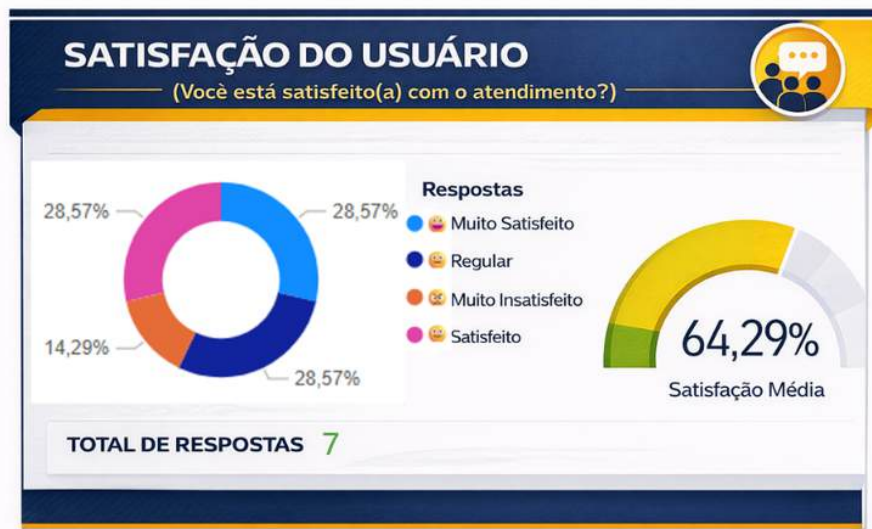 SATISFAÇÃO DO USUÁRIO
(Você está satisfeito(a) com o atendimento?)
28,57%
28,57%
14,29%
28,57%
Respostas
Muito Satisfeito
Regular
Muito Insatisfeito
Satisfeito
64,29%
Satisfação Média
TOTAL DE RESPOSTAS 7